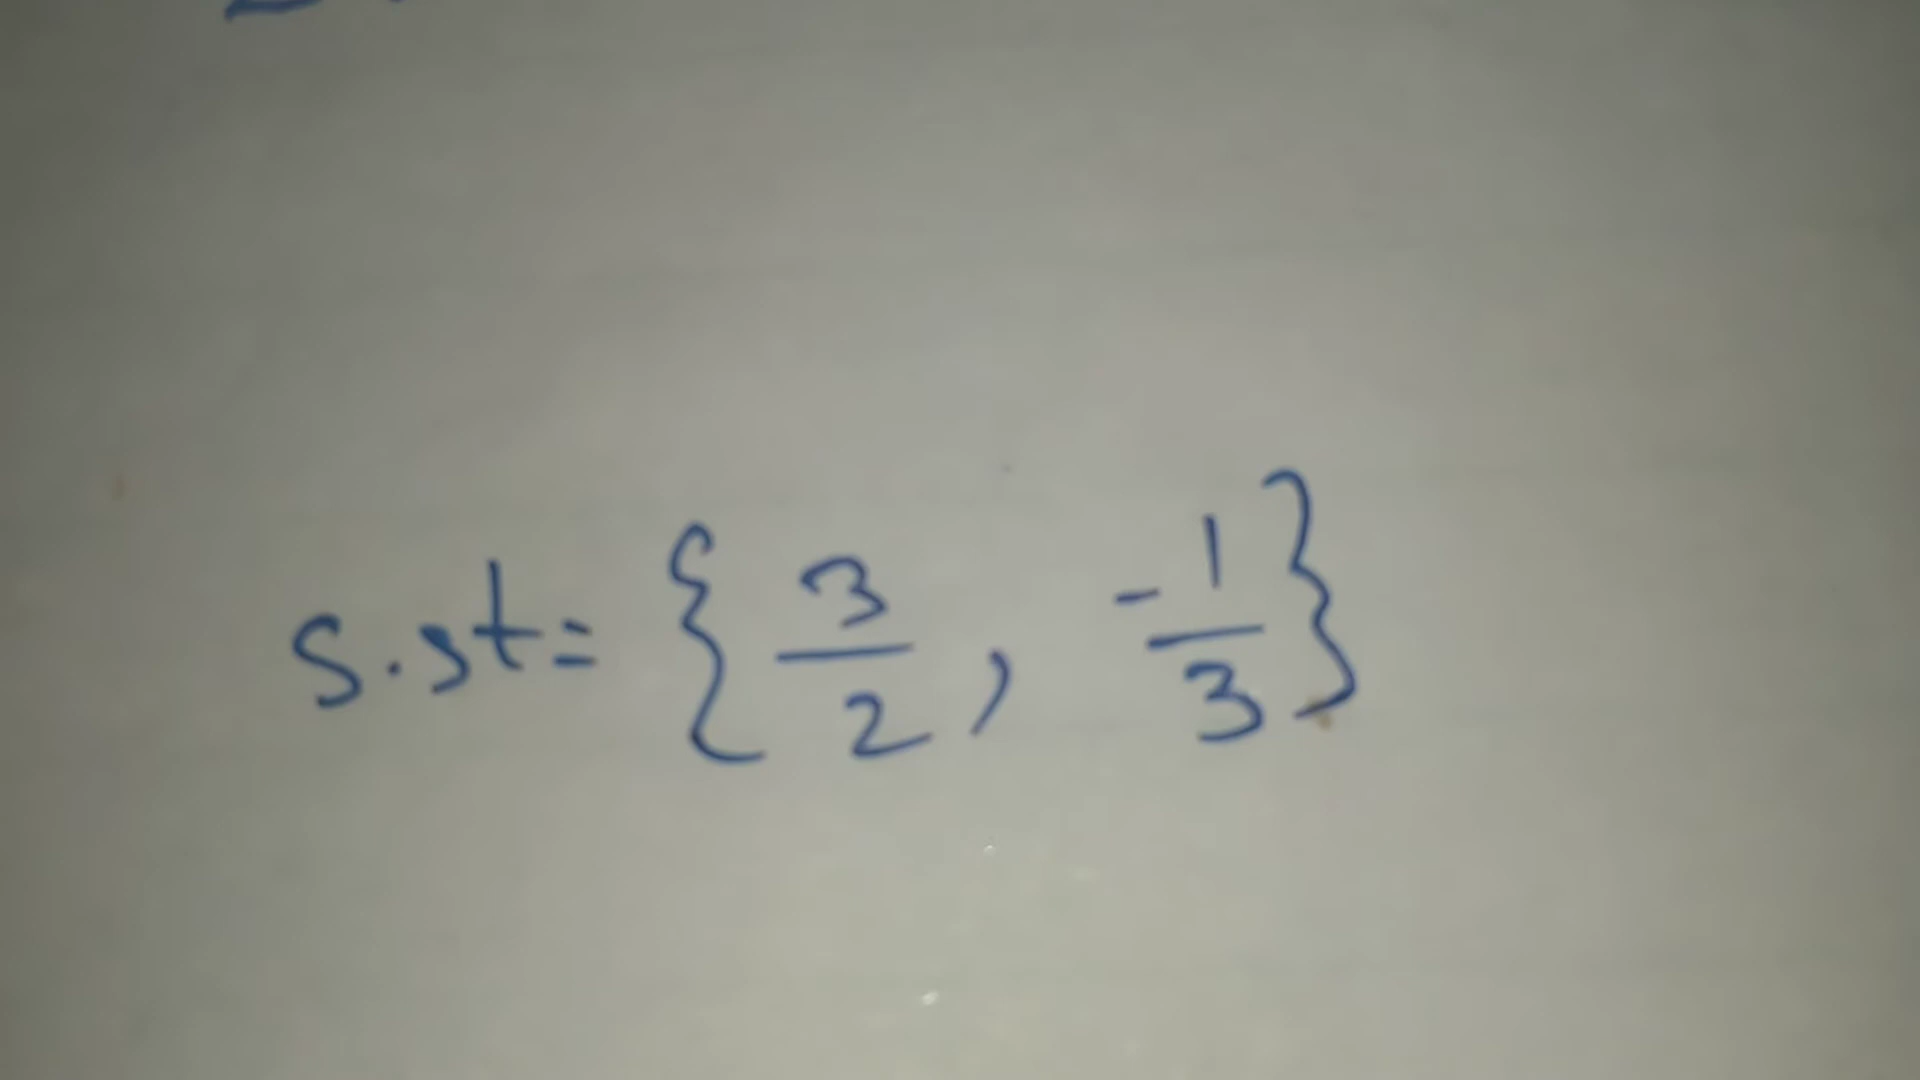 S.st= { 3/2 , -1/3 }